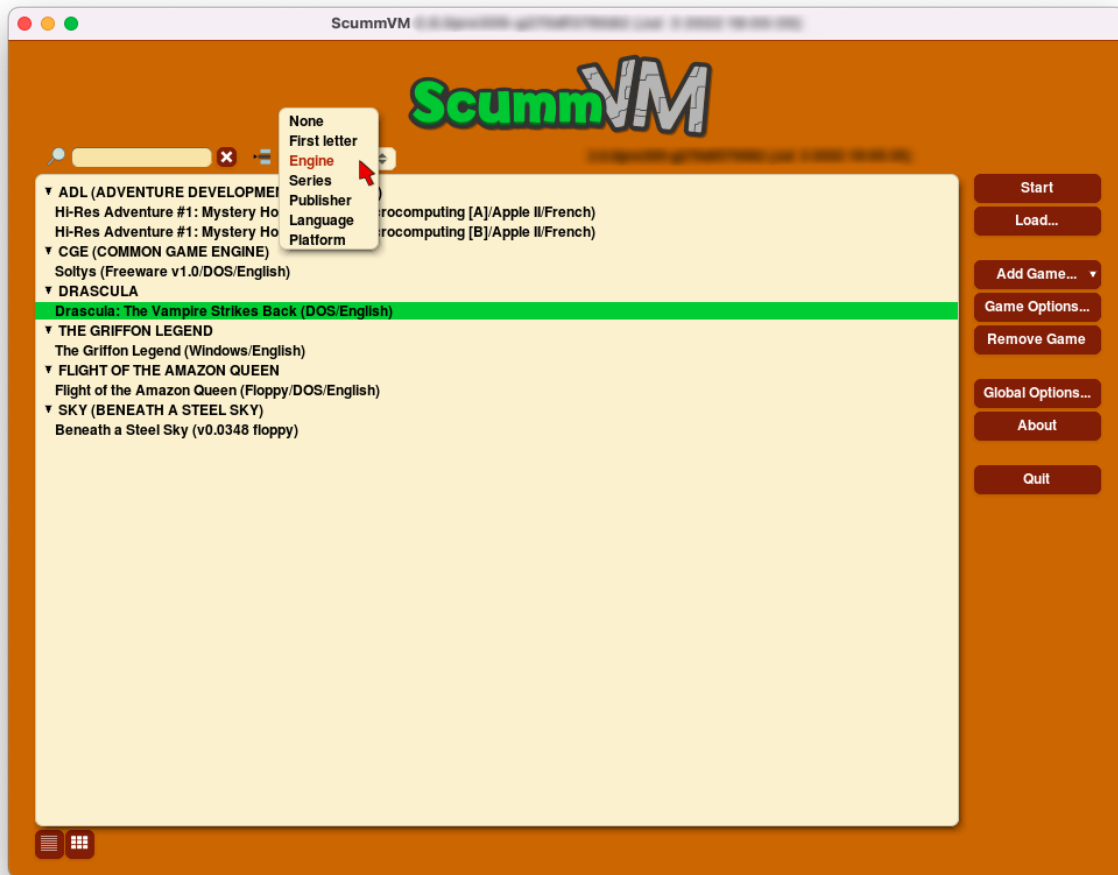 ScummVM
ScummVM
None
First letter
Engine
Series
Publisher
Language
Platform
ADL (ADVENTURE DEVELOPME )
Hi-Res Adventure #1: Mystery Ho rocomputing [A]/Apple II/French)
Hi-Res Adventure #1: Mystery Ho rocomputing [B]/Apple II/French)
CGE (COMMON GAME ENGINE)
Soltys (Freeware v1.0/DOS/English)
DRASCULA
Drascula: The Vampire Strikes Back (DOS/English)
THE GRIFFON LEGEND
The Griffon Legend (Windows/English)
FLIGHT OF THE AMAZON QUEEN
Flight of the Amazon Queen (Floppy/DOS/English)
SKY (BENEATH A STEEL SKY)
Beneath a Steel Sky (v0.0348 floppy)
Start
Load...
Add Game...
Game Options...
Remove Game
Global Options...
About
Quit